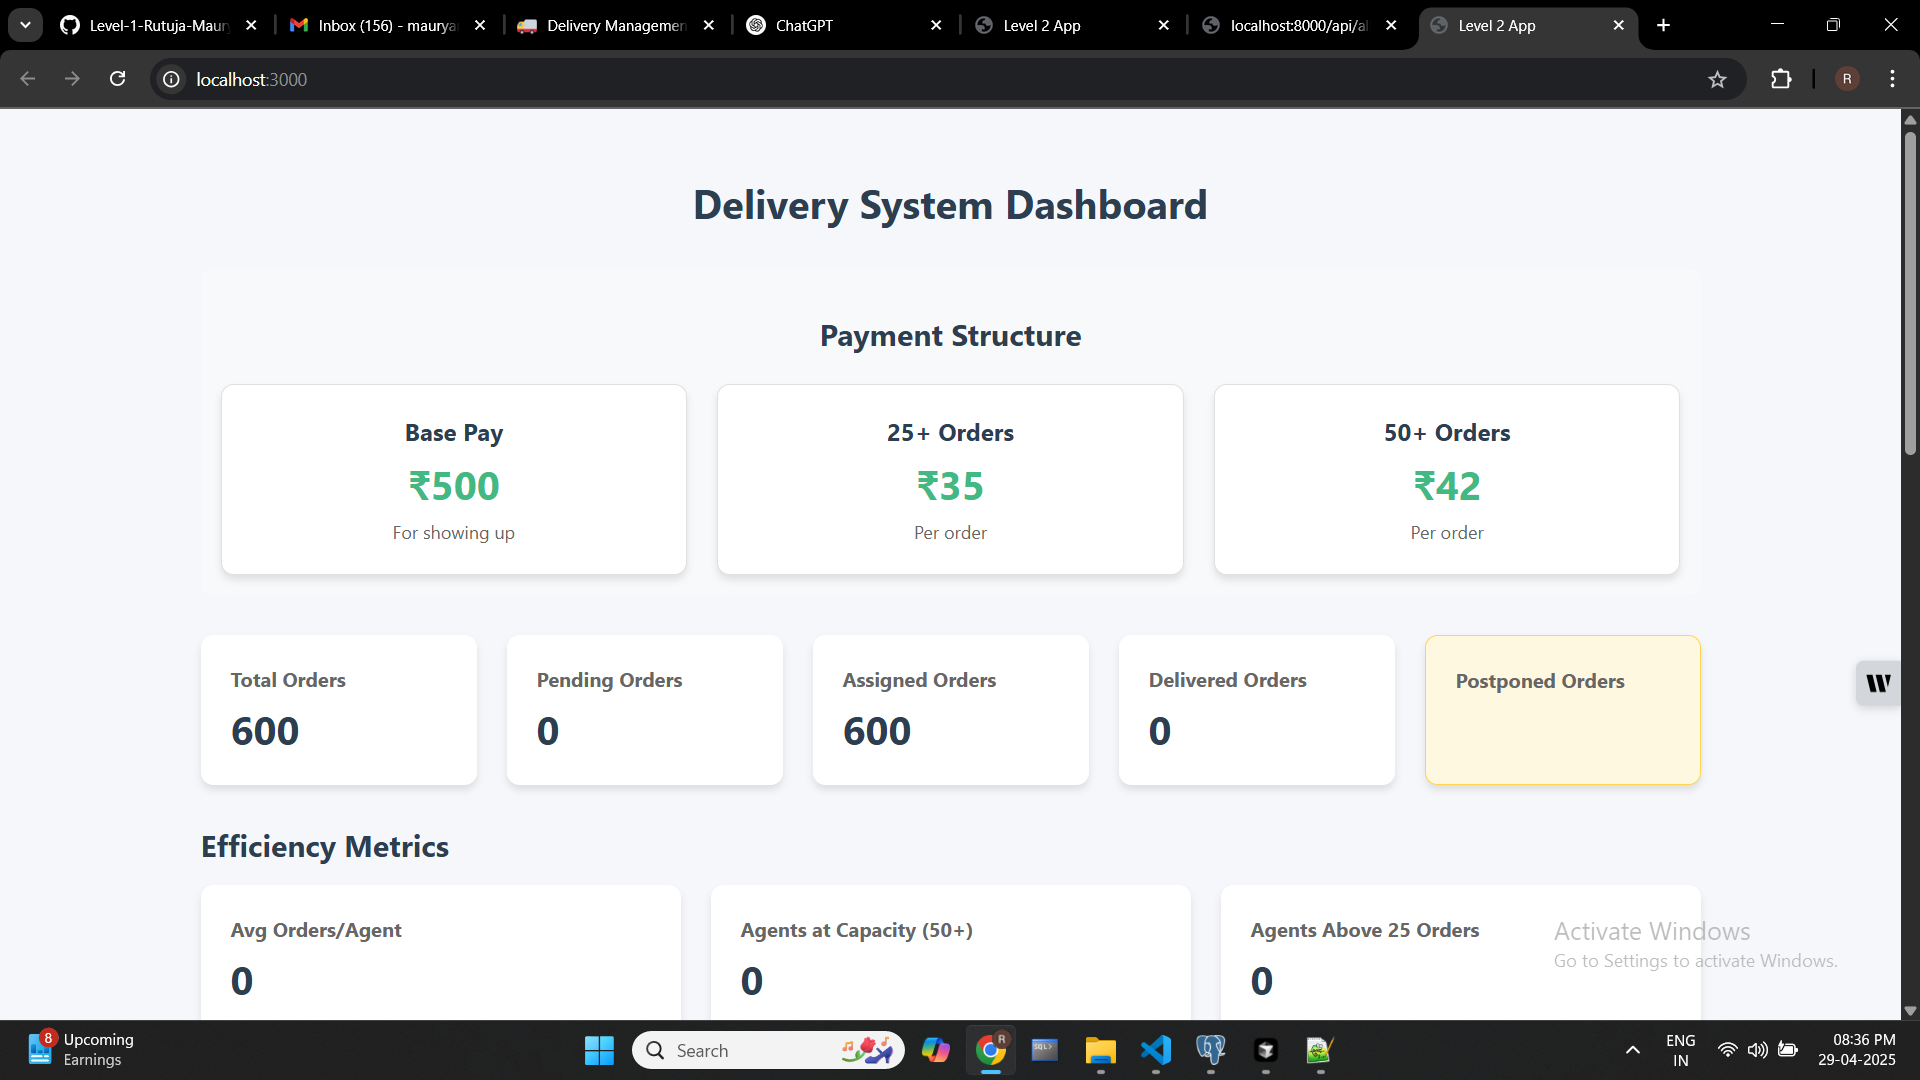 Level-1-Rutuja-Maur
Inbox (156) - maurya
Delivery Managemen
ChatGPT
Level 2 App
localhost:8000/api/a
Level 2 App
localhost:3000
R
Delivery System Dashboard
Payment Structure
Base Pay
₹500
For showing up
25+ Orders
₹35
Per order
50+ Orders
₹42
Per order
Total Orders
600
Pending Orders
0
Assigned Orders
600
Delivered Orders
0
Postponed Orders
W
Efficiency Metrics
Avg Orders/Agent
0
Agents at Capacity (50+)
0
Agents Above 25 Orders
0
Activate Windows
Go to Settings to activate Windows.
8
Upcoming
Earnings
Search
R
SQL>
ENG
IN
08:36 PM
29-04-2025